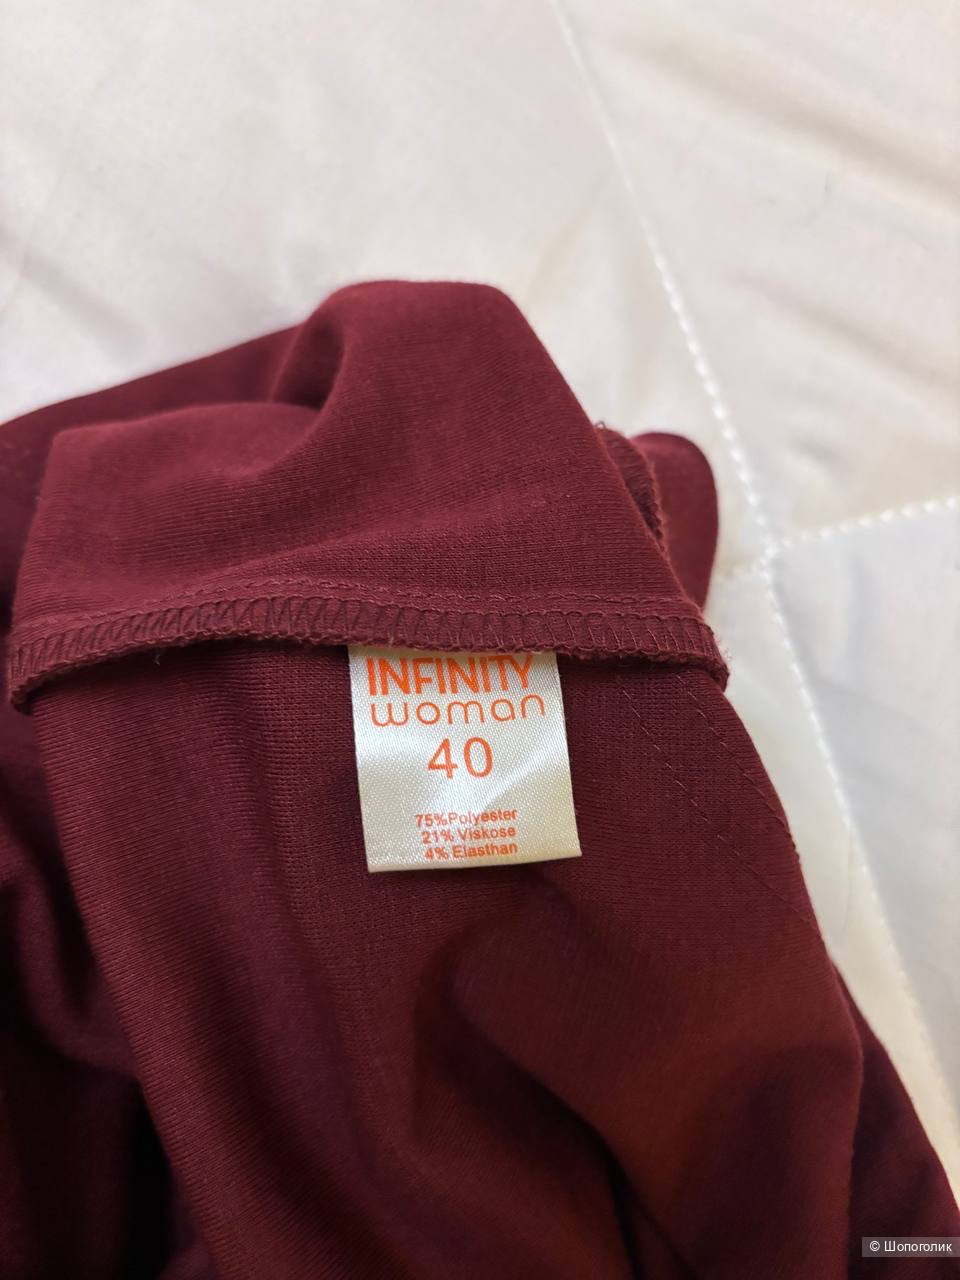 INFINITY
woman
40
75%Polyester
21% Viskose
4% Elasthan
© Шопоголик